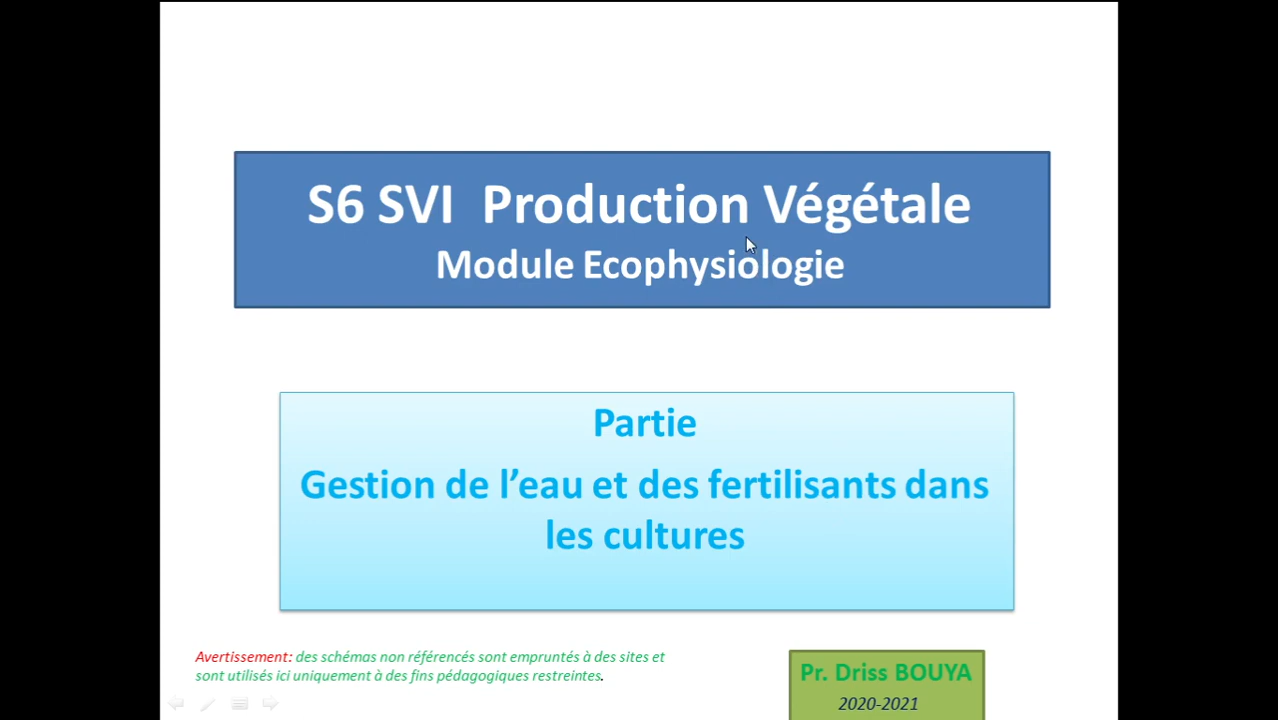 S6 SVI Production Végétale
Module Ecophysiologie
Partie
Gestion de l’eau et des fertilisants dans
les cultures
Avertissement: des schémas non référencés sont empruntés à des sites et
sont utilisés ici uniquement à des fins pédagogiques restreintes.
Pr. Driss BOUYA
2020-2021